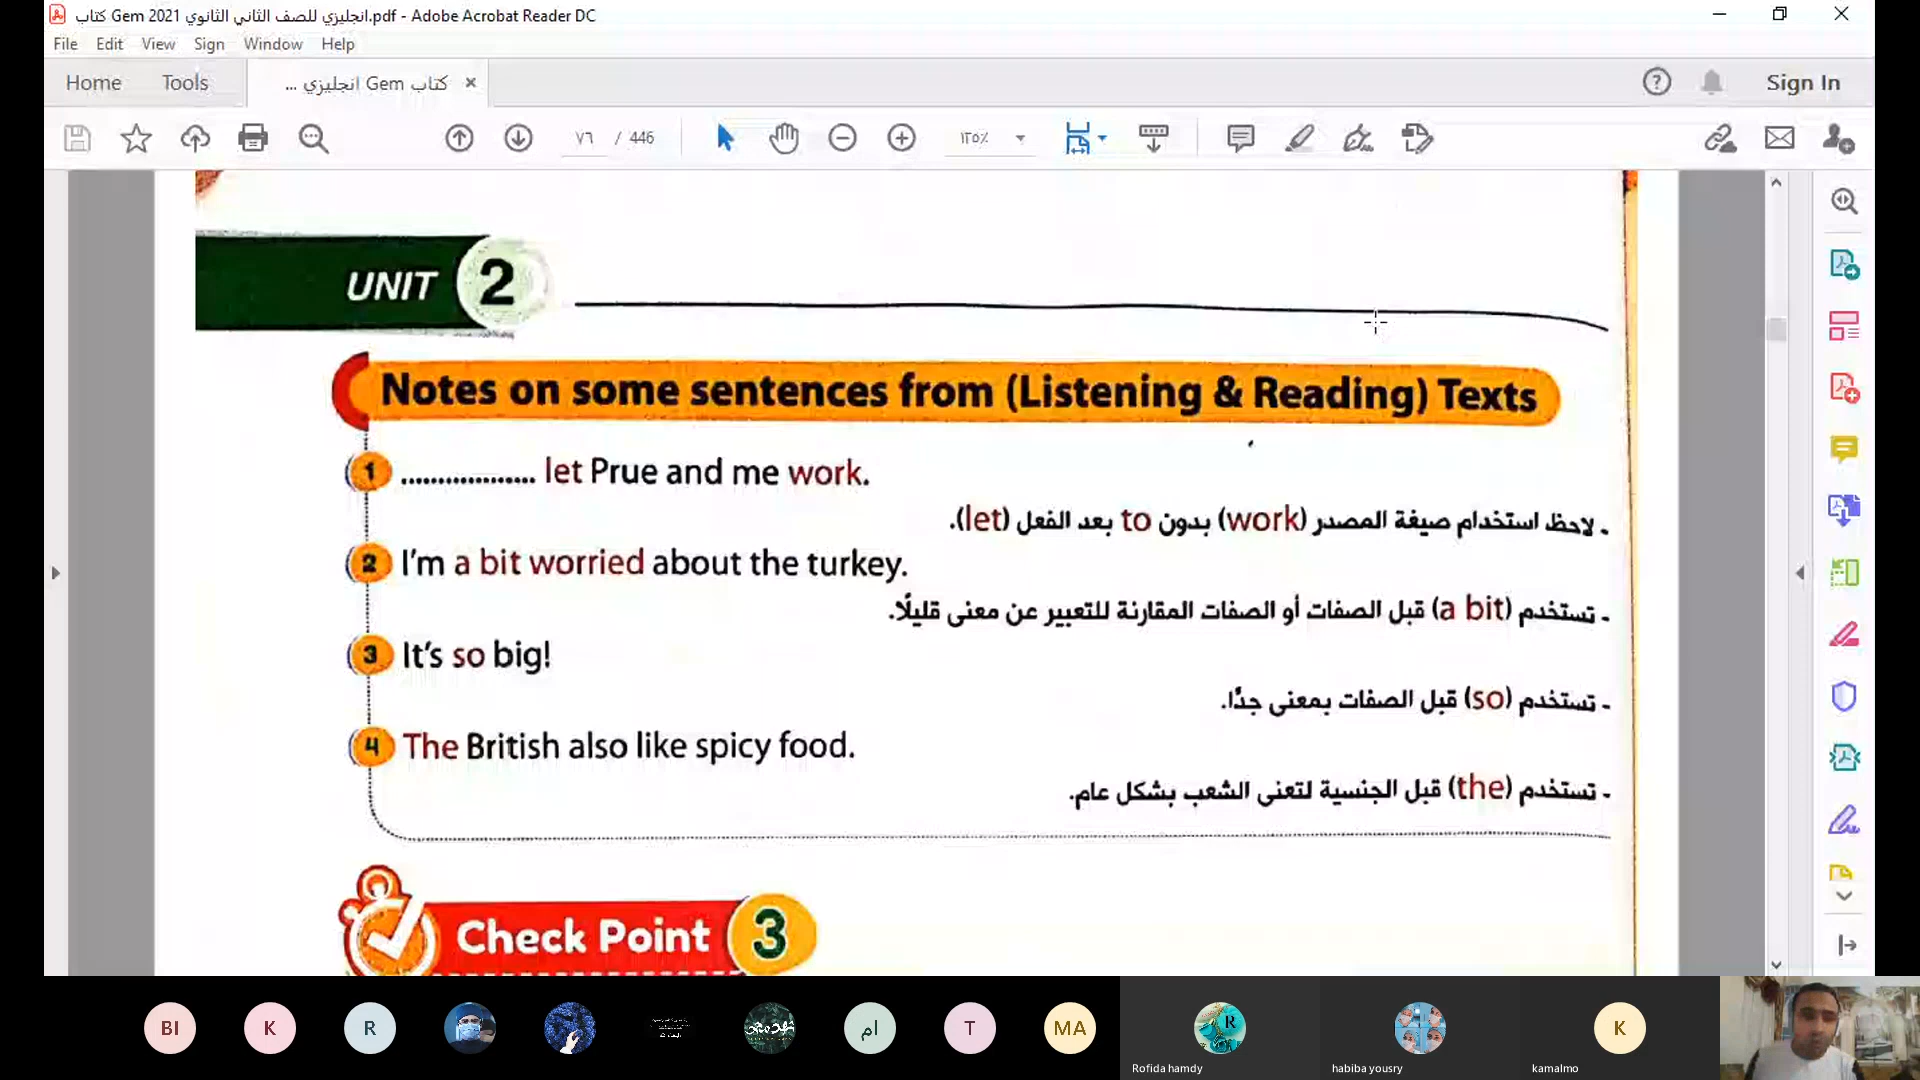 كتاب Gem انجليزي للصف الثاني الثانوي 2021.pdf - Adobe Acrobat Reader DC
File Edit View Sign Window Help
Home Tools كتاب Gem انجليزي ... × Sign In
٧٦ / 446 ١٢٥٪
UNIT 2
Notes on some sentences from (Listening & Reading) Texts
1 ................. let Prue and me work.
- لاحظ استخدام صيغة المصدر (work) بدون to بعد الفعل (let).
2 I'm a bit worried about the turkey.
- تستخدم (a bit) قبل الصفات أو الصفات المقارنة للتعبير عن معنى قليلًا.
3 It's so big!
- تستخدم (so) قبل الصفات بمعنى جدًا.
4 The British also like spicy food.
- تستخدم (the) قبل الجنسية لتعنى الشعب بشكل عام.
Check Point 3
BI K R ام T MA R K
Rofida hamdy habiba yousry kamalmo